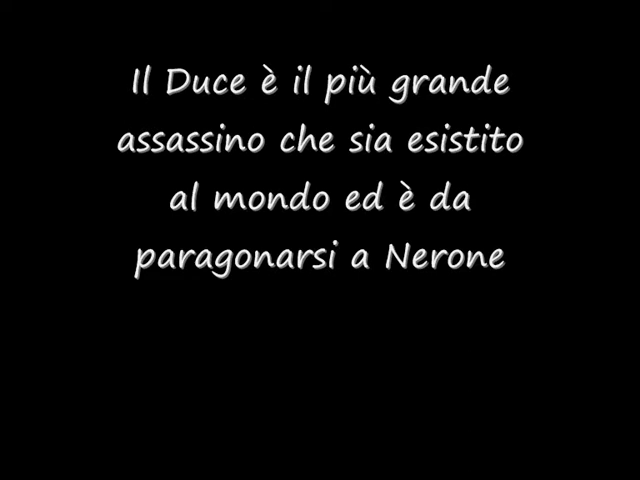 Il Duce è il più grande
assassino che sia esistito
al mondo ed è da
paragonarsi a Nerone